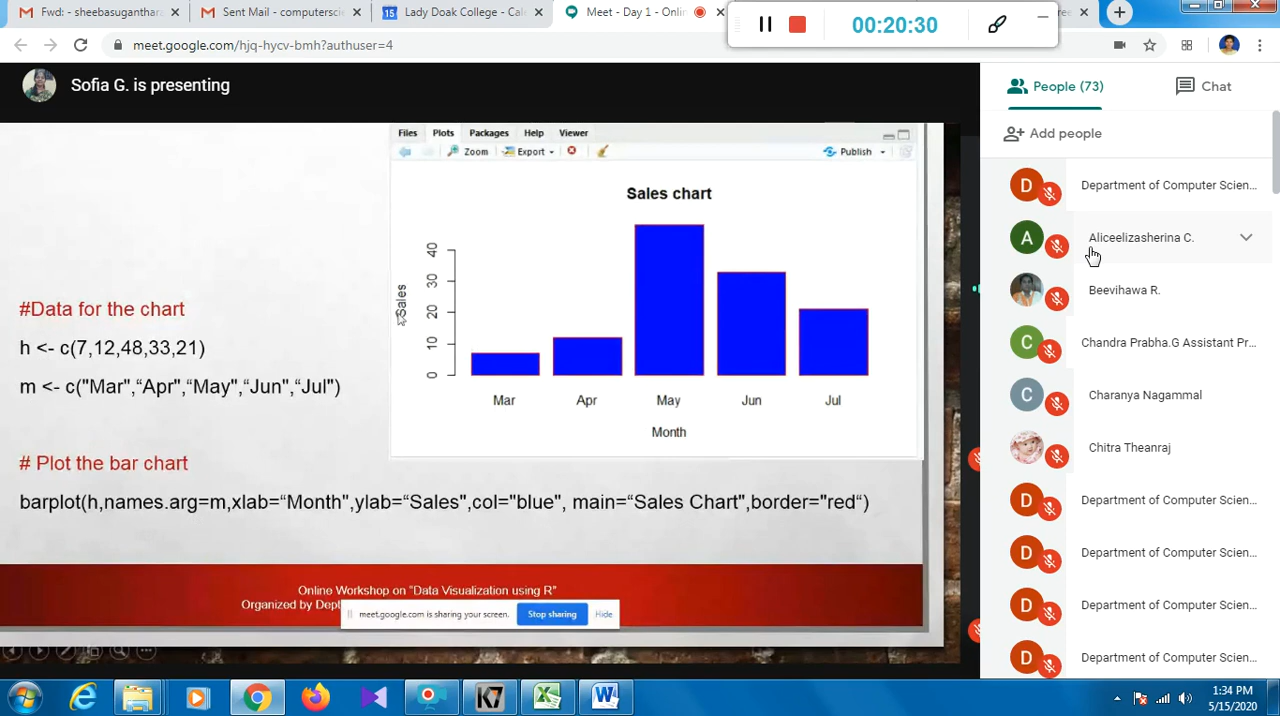 Fwd: sheebasuganthara
Sent Mail - computerscie
Lady Doak College - Cale
Meet - Day 1 - Onli
00:20:30
meet.google.com/hjq-hycv-bmh?authuser=4
Sofia G. is presenting
People (73)
Chat
Add people
Files Plots Packages Help Viewer
Zoom Export Publish
Sales chart
Sales
40
30
20
10
0
Mar Apr May Jun Jul
Month
#Data for the chart
h <- c(7,12,48,33,21)
m <- c("Mar",“Apr",“May",“Jun",“Jul")
# Plot the bar chart
barplot(h,names.arg=m,xlab=“Month",ylab=“Sales",col="blue", main=“Sales Chart",border="red“)
Online Workshop on “Data Visualization using R”
Organized by Dept
meet.google.com is sharing your screen.
Stop sharing
Hide
Department of Computer Scien...
Aliceelizasherina C.
Beevihawa R.
Chandra Prabha.G Assistant Pr...
Charanya Nagammal
Chitra Theanraj
Department of Computer Scien...
Department of Computer Scien...
Department of Computer Scien...
Department of Computer Scien...
D
A
C
C
D
D
D
D
1:34 PM
5/15/2020